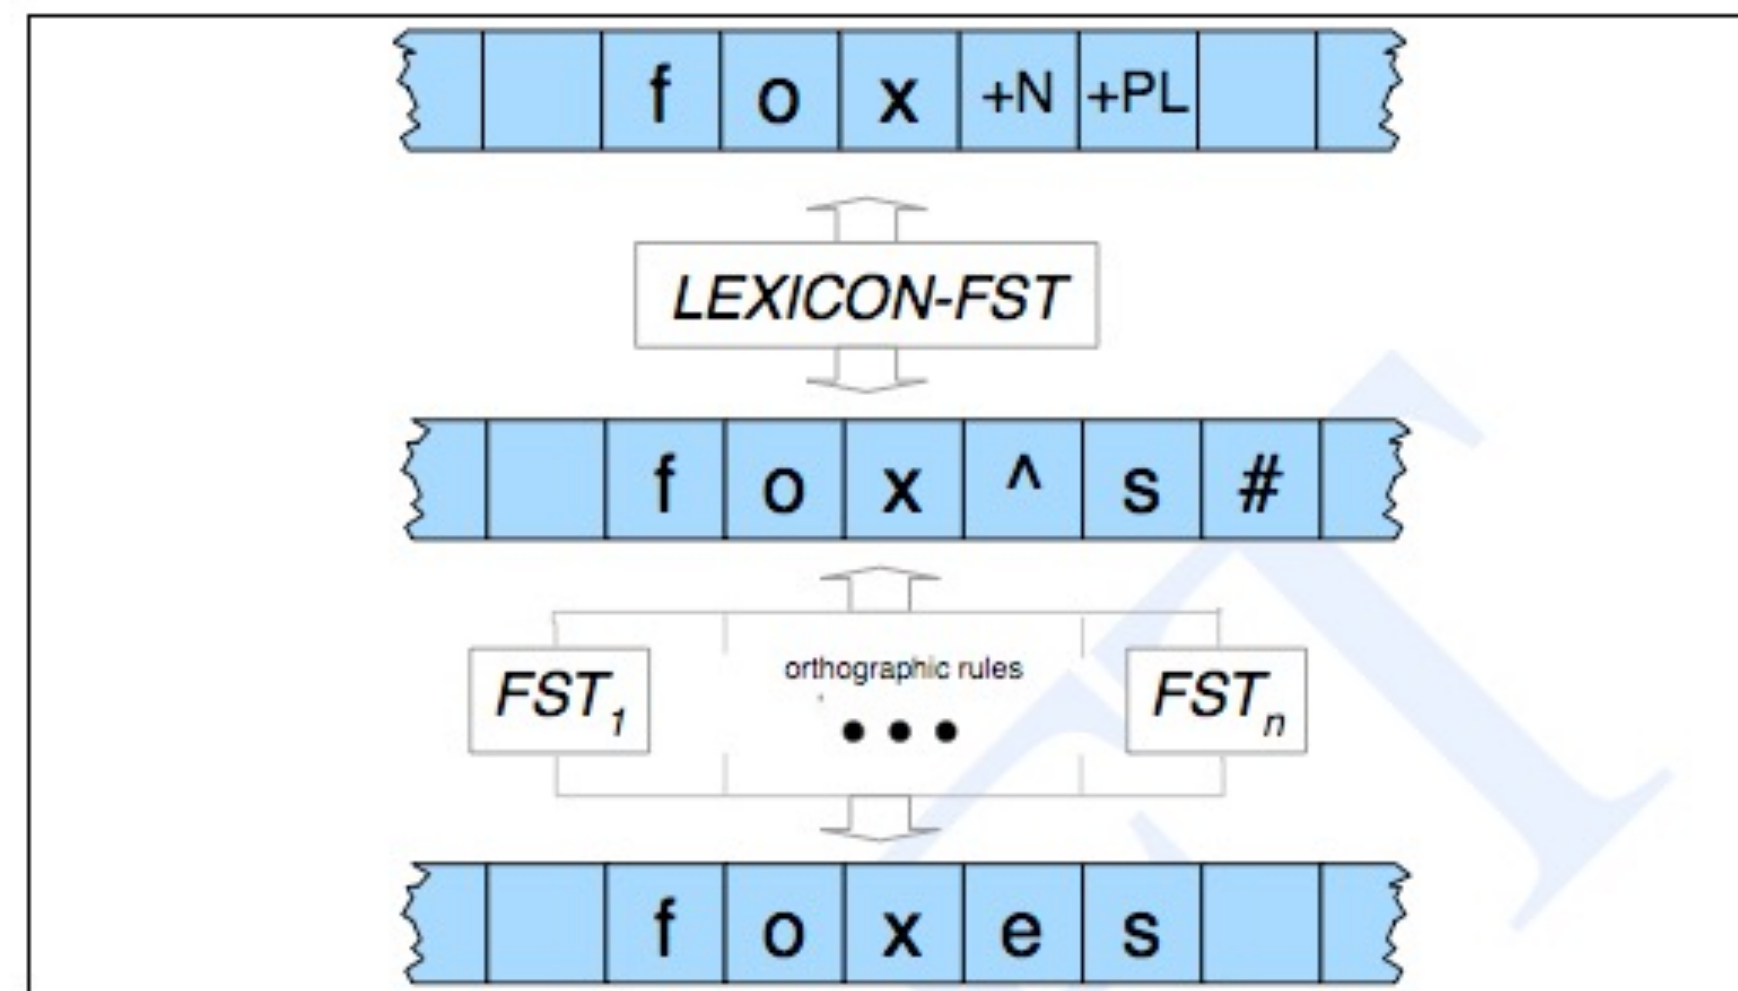 f o x +N +PL
LEXICON-FST
f o x ^ s #
orthographic rules
FST1 ••• FSTn
f o x e s